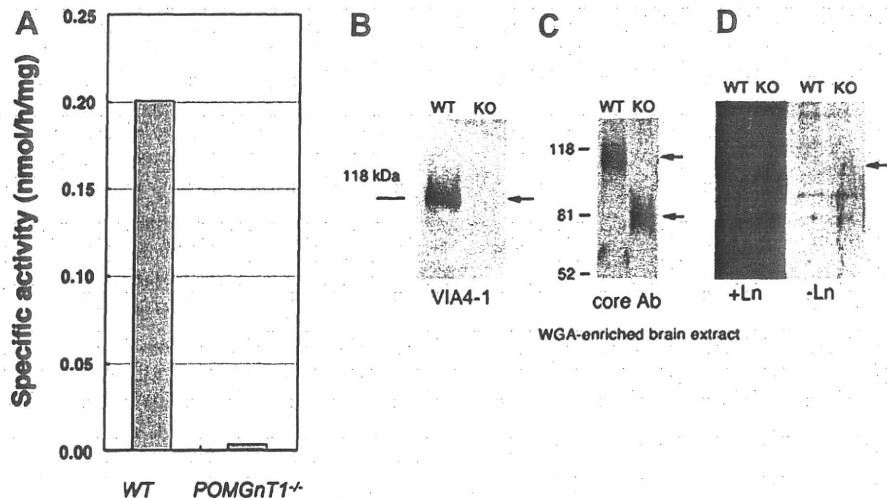 A
B
C
D
Specific activity (nmol/h/mg)
0.25
0.20
0.15
0.10
0.05
0.00
WT
POMGnT1-/-
WT KO
118 kDa
VIA4-1
WT KO
118
81
52
core Ab
WT KO WT KO
+Ln -Ln
WGA-enriched brain extract